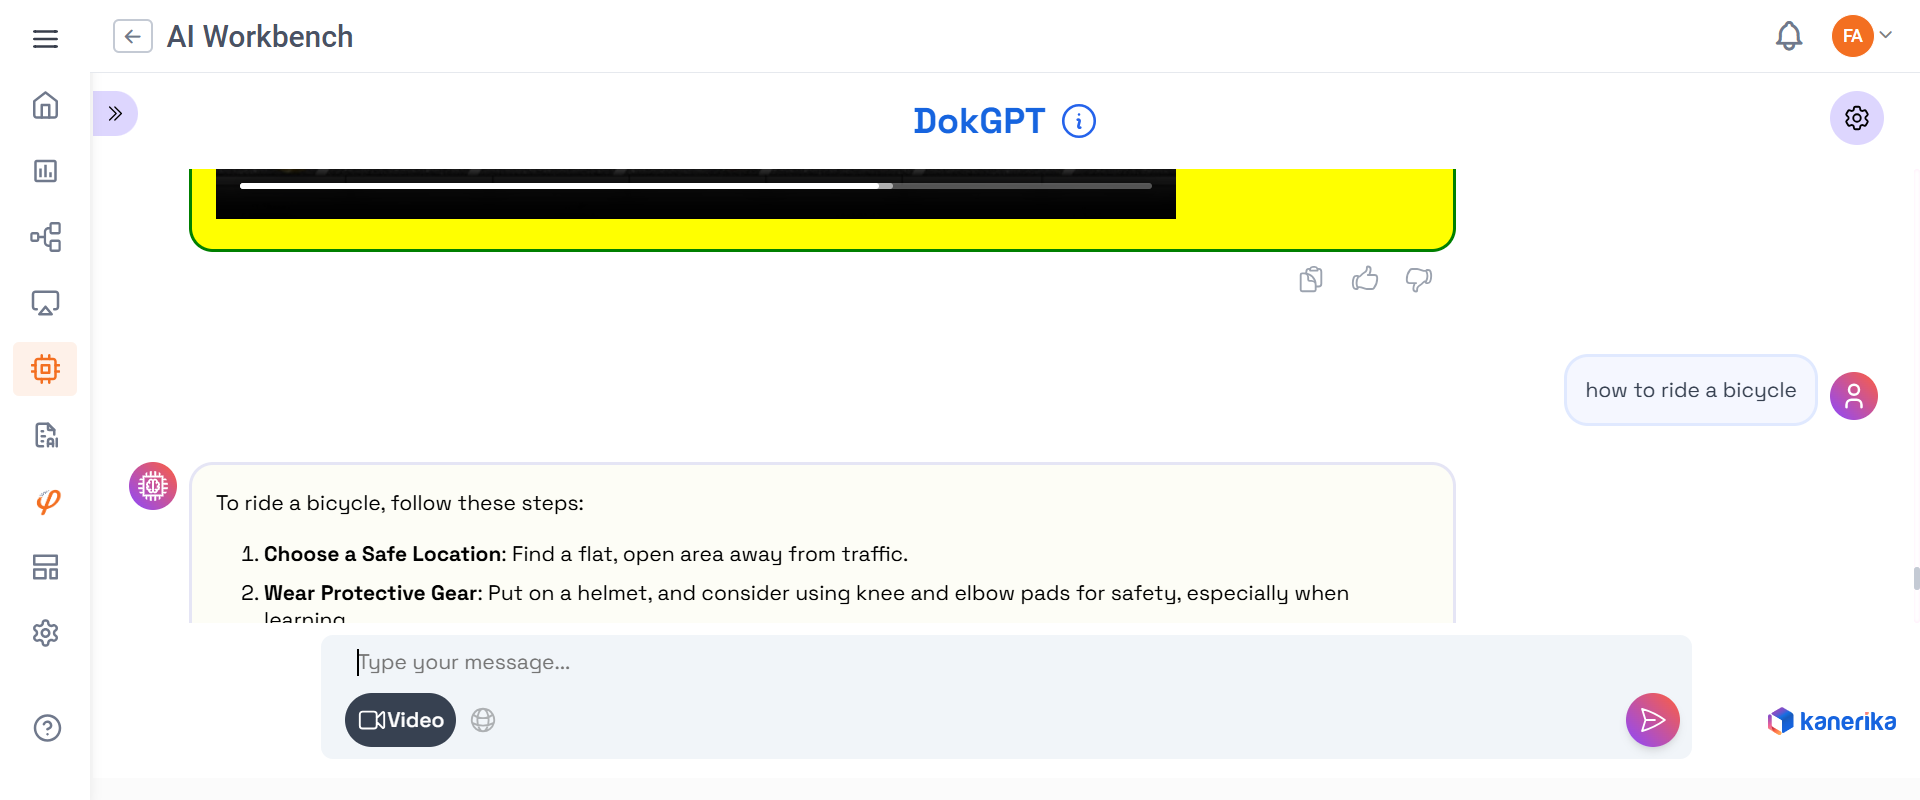 AI Workbench
FA
DokGPT
how to ride a bicycle
To ride a bicycle, follow these steps:
1. Choose a Safe Location: Find a flat, open area away from traffic.
2. Wear Protective Gear: Put on a helmet, and consider using knee and elbow pads for safety, especially when
learning
Type your message...
Video
kanerika